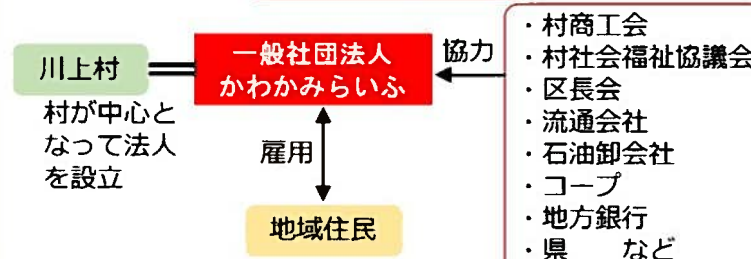 川上村
村が中心と
なって法人
を設立
一般社団法人
かわかみらいふ
協力
雇用
地域住民
・村商工会
・村社会福祉協議会
・区長会
・流通会社
・石油卸会社
・コープ
・地方銀行
・県　など